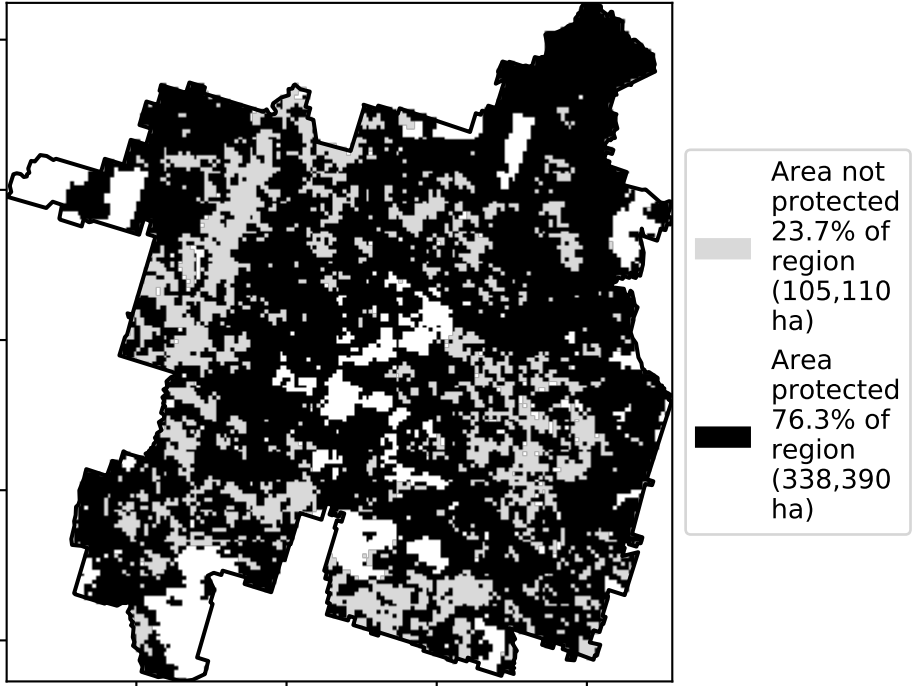 Area not
protected
23.7% of
region
(105,110
ha)
Area
protected
76.3% of
region
(338,390
ha)